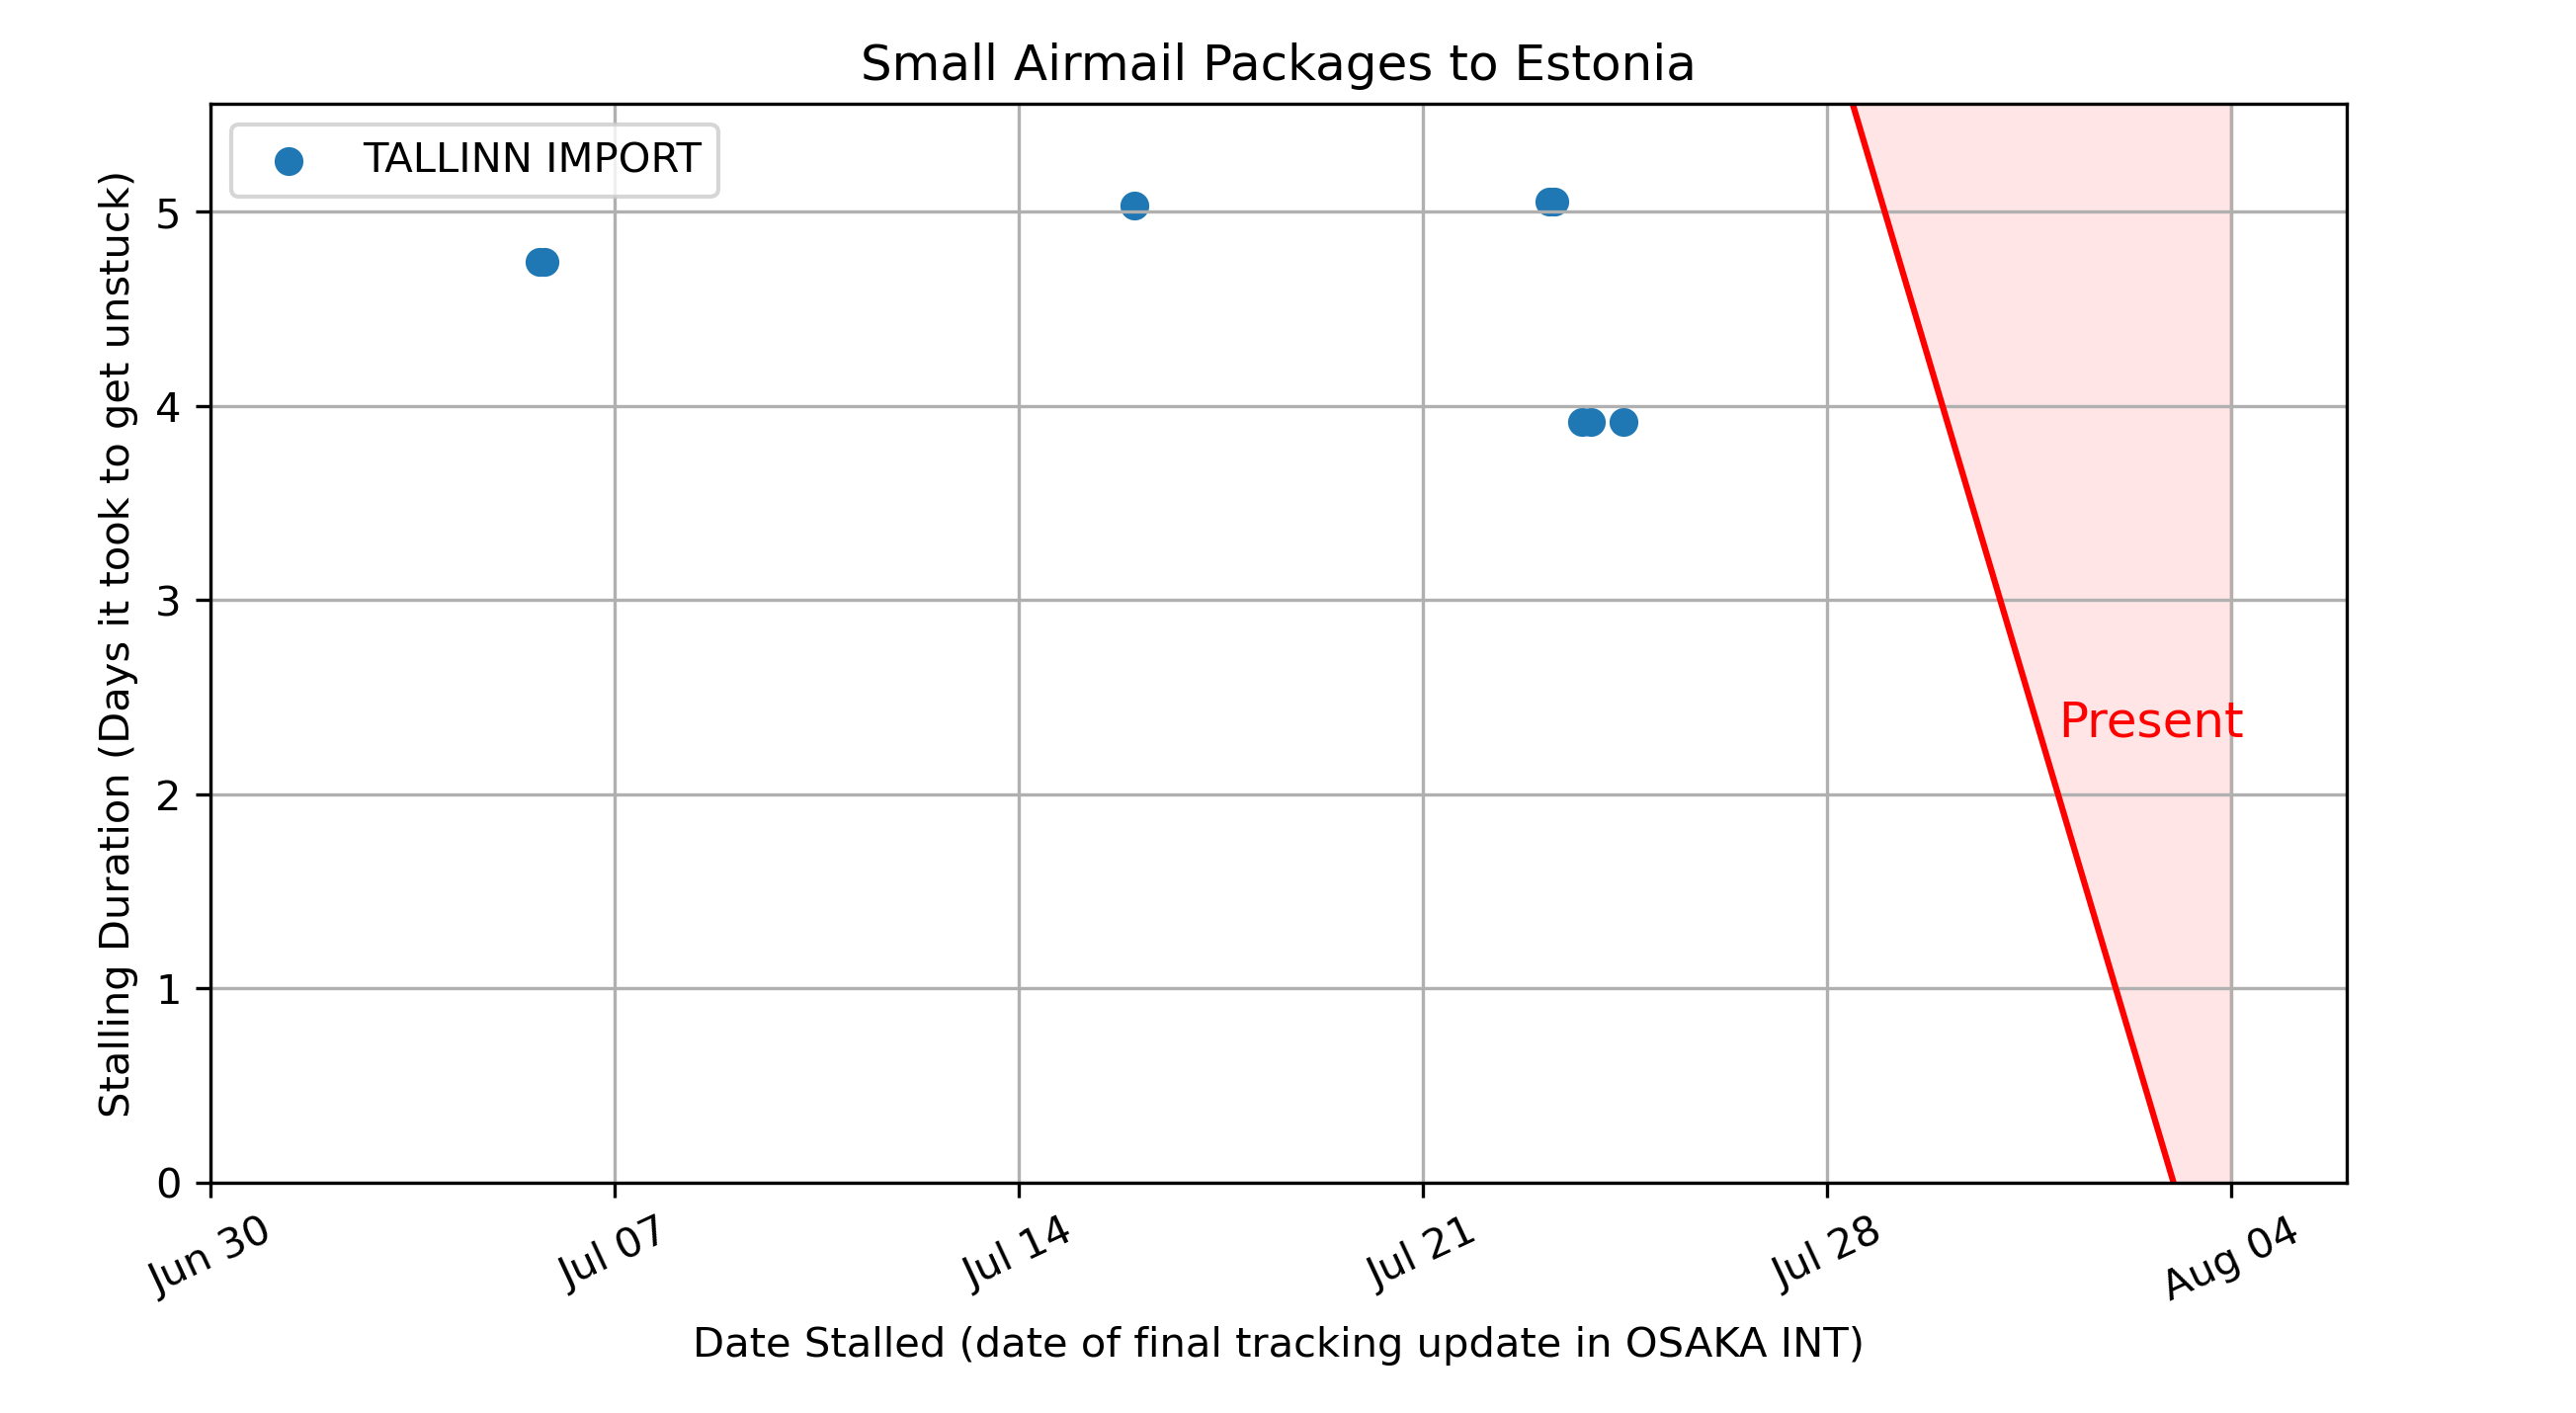 Small Airmail Packages to Estonia
TALLINN IMPORT
Stalling Duration (Days it took to get unstuck)
5
4
3
2
1
0
Present
Jun 30
Jul 07
Jul 14
Jul 21
Jul 28
Aug 04
Date Stalled (date of final tracking update in OSAKA INT)